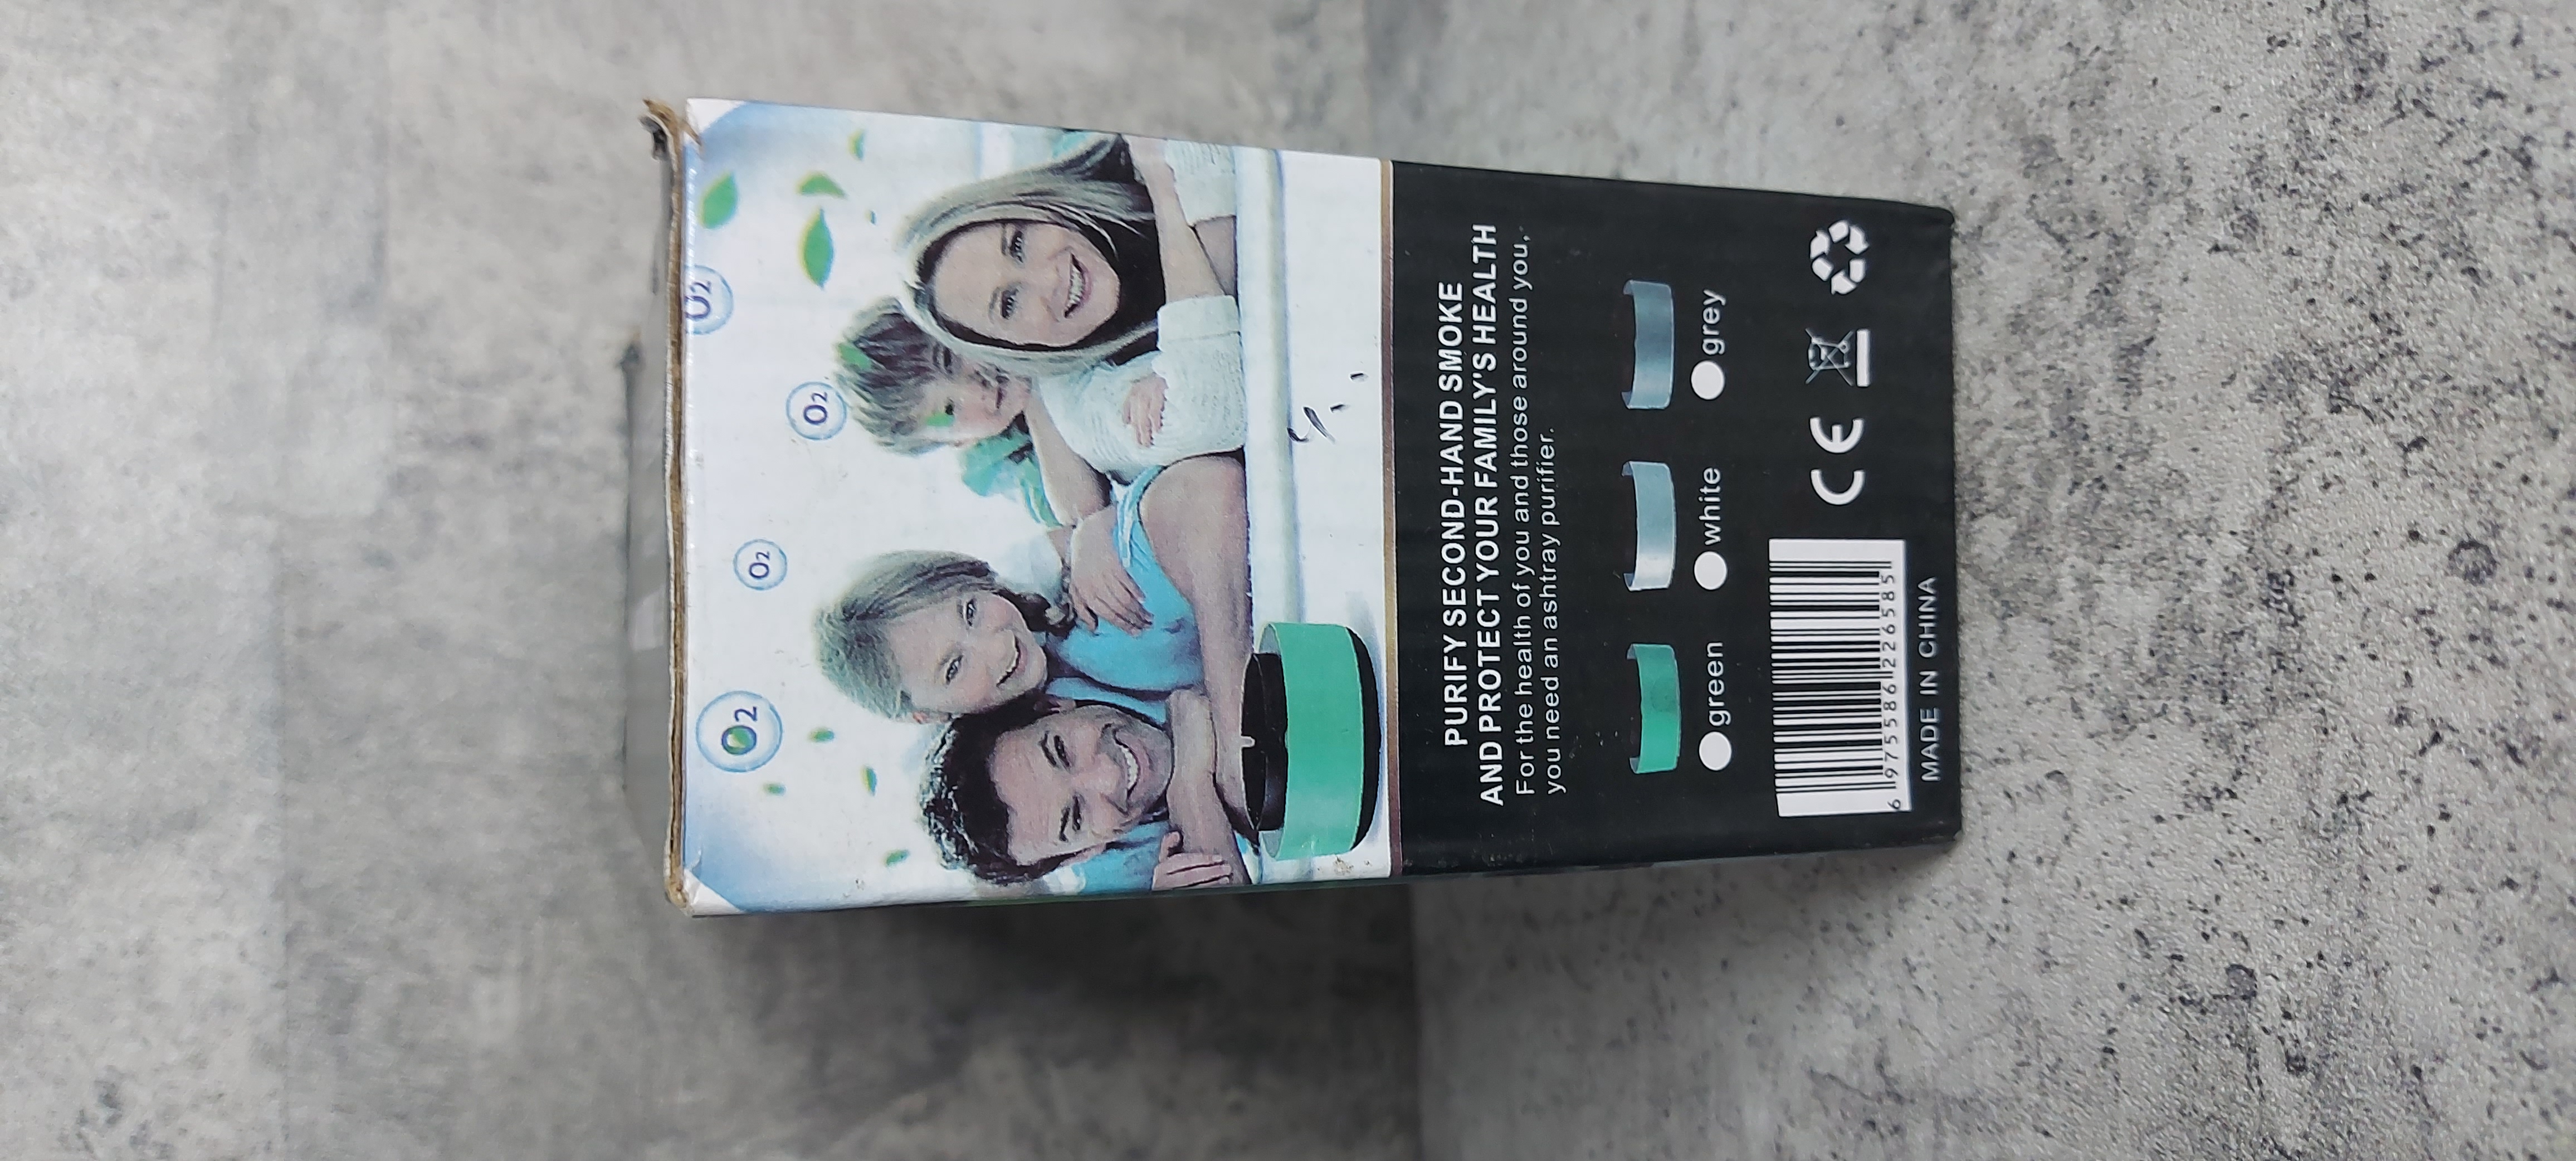 O2
O2
O2
O2
PURIFY SECOND-HAND SMOKE
AND PROTECT YOUR FAMILY'S HEALTH
For the health of you and those around you,
you need an ashtray purifier.
green
white
grey
CE
6 975586 226585
MADE IN CHINA